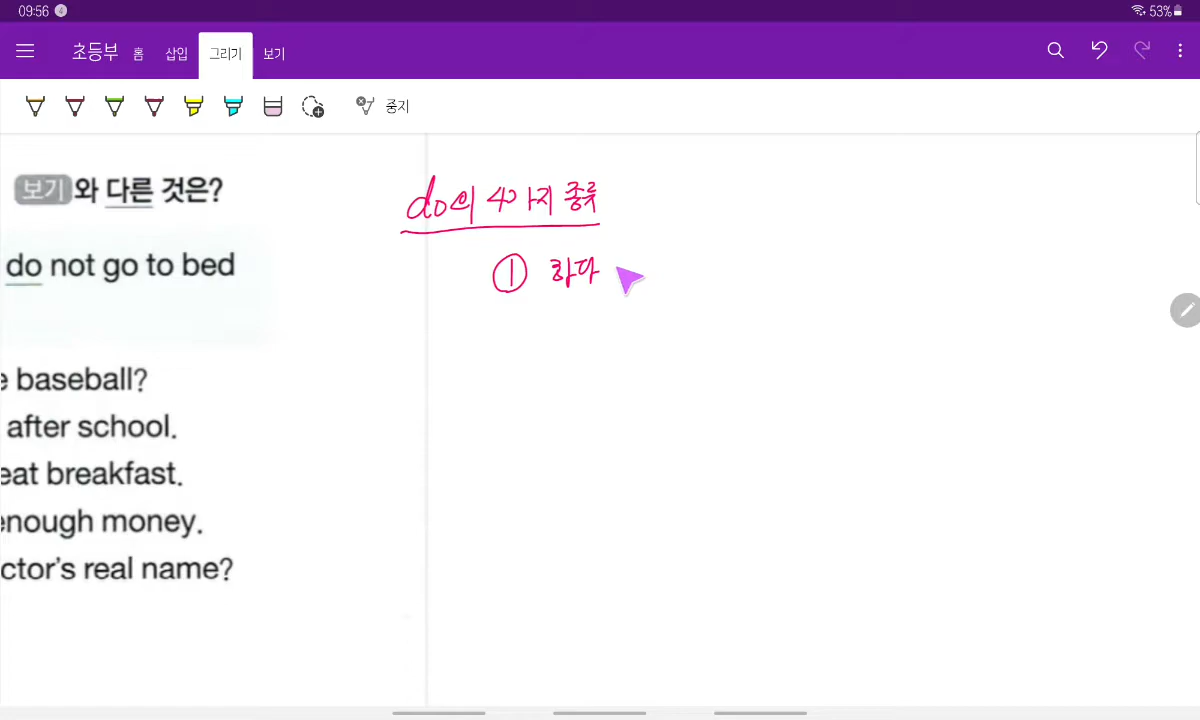 09:56 4 53%
초등부 홈 삽입 그리기 보기
중지
보기와 다른 것은?
do not go to bed
e baseball?
after school.
eat breakfast.
enough money.
ctor's real name?
do의 4가지 종류
① 하다